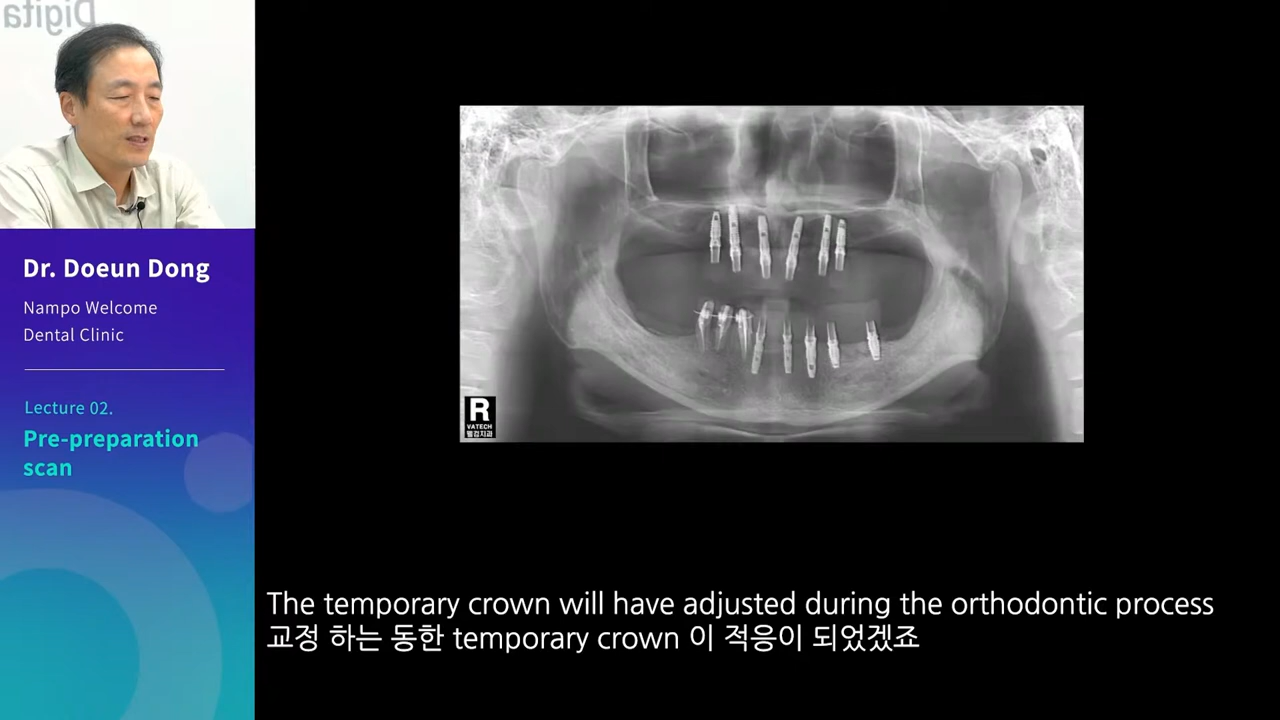 Digita
Dr. Doeun Dong
Nampo Welcome
Dental Clinic
Lecture 02.
Pre-preparation
scan
R
VATECH
The temporary crown will have adjusted during the orthodontic process
교정 하는 동한 temporary crown 이 적응이 되었겠죠